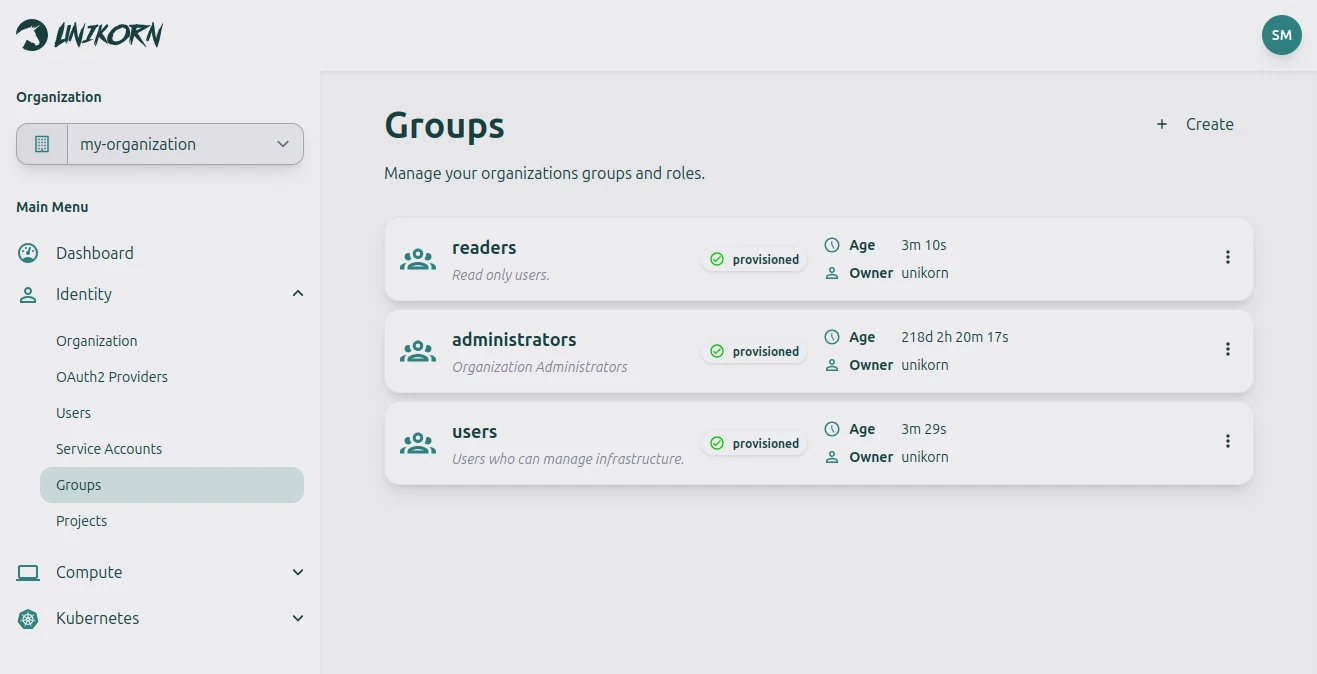 UNIKORN
SM
Organization
my-organization
Main Menu
Dashboard
Identity
Organization
OAuth2 Providers
Users
Service Accounts
Groups
Projects
Compute
Kubernetes
Groups
+ Create
Manage your organizations groups and roles.
readers
Read only users.
provisioned
Age 3m 10s
Owner unikorn
administrators
Organization Administrators
provisioned
Age 218d 2h 20m 17s
Owner unikorn
users
Users who can manage infrastructure.
provisioned
Age 3m 29s
Owner unikorn